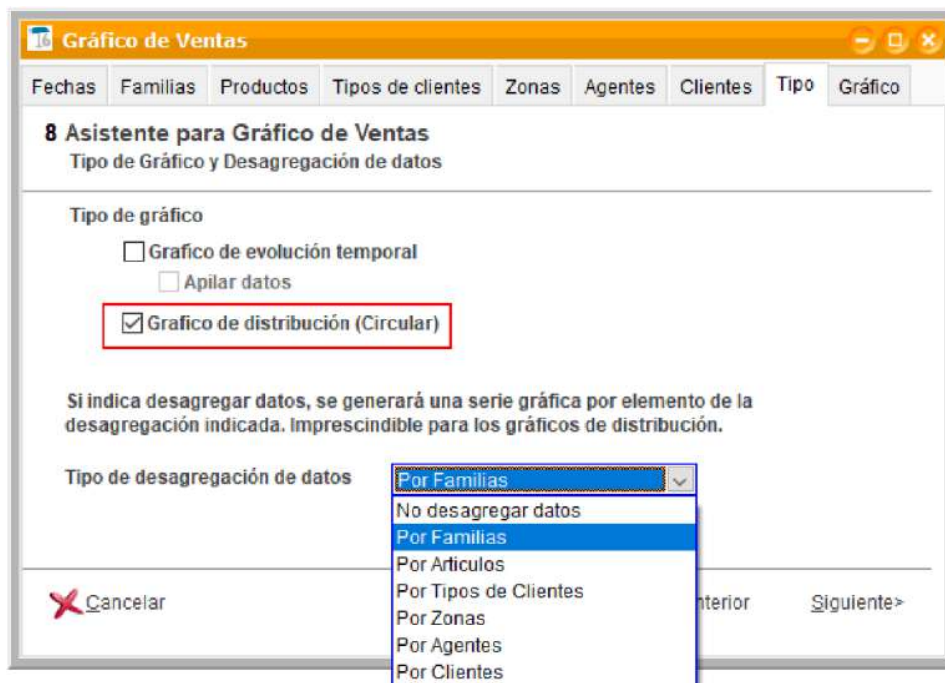 16 Gráfico de Ventas
Fechas Familias Productos Tipos de clientes Zonas Agentes Clientes Tipo Gráfico
8 Asistente para Gráfico de Ventas
Tipo de Gráfico y Desagregación de datos
Tipo de gráfico
Grafico de evolución temporal
Apilar datos
Grafico de distribución (Circular)
Si indica desagregar datos, se generará una serie gráfica por elemento de la
desagregación indicada. Imprescindible para los gráficos de distribución.
Tipo de desagregación de datos Por Familias
No desagregar datos
Por Familias
Por Articulos
Por Tipos de Clientes
Por Zonas
Por Agentes
Por Clientes
Cancelar nterior Siguiente>